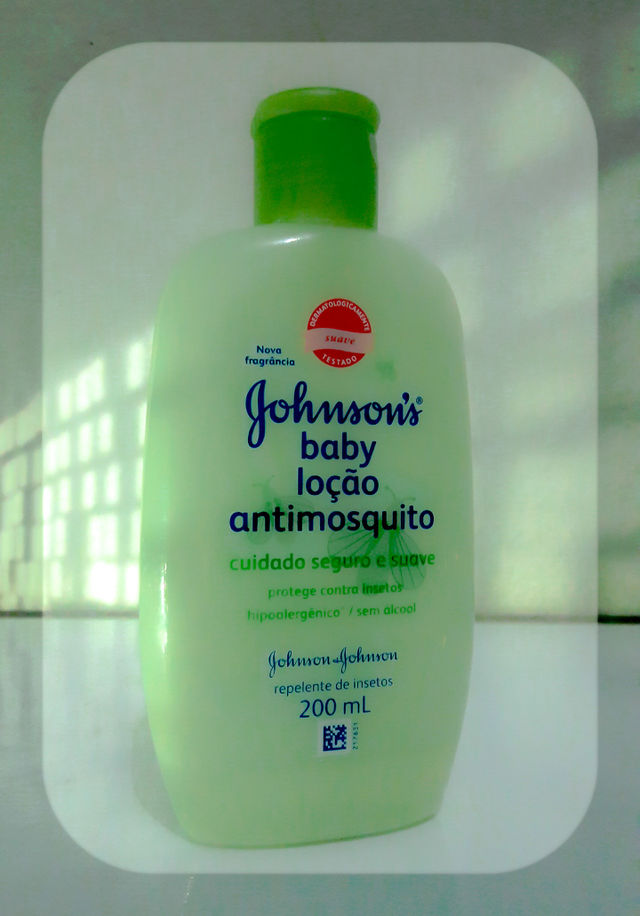 DERMATOLOGICAMENTE
suave
TESTADO
Nova
fragrância
Johnson's®
baby
loção
antimosquito
cuidado seguro e suave
protege contra insetos
hipoalergênico / sem álcool
Johnson & Johnson
repelente de insetos
200 mL